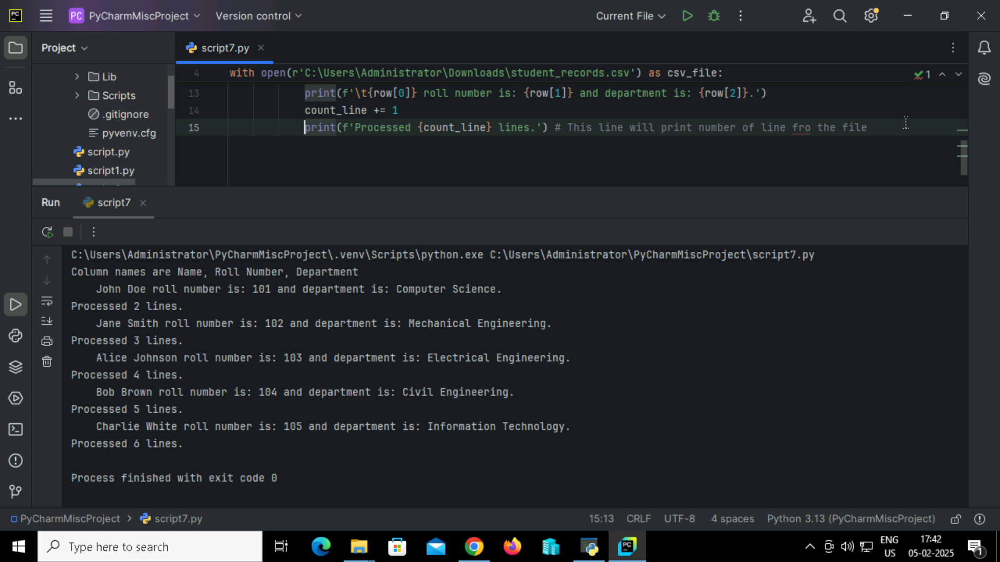 PC
PC PyCharmMiscProject Version control Current File
Project
script7.py
Lib
Scripts
.gitignore
pyvenv.cfg
script.py
script1.py
4 with open(r'C:\Users\Administrator\Downloads\student_records.csv') as csv_file:
1
13 print(f'\t{row[0]} roll number is: {row[1]} and department is: {row[2]}.')
14 count_line += 1
15 print(f'Processed {count_line} lines.') # This line will print number of line fro the file
Run script7
C:\Users\Administrator\PyCharmMiscProject\.venv\Scripts\python.exe C:\Users\Administrator\PyCharmMiscProject\script7.py
Column names are Name, Roll Number, Department
John Doe roll number is: 101 and department is: Computer Science.
Processed 2 lines.
Jane Smith roll number is: 102 and department is: Mechanical Engineering.
Processed 3 lines.
Alice Johnson roll number is: 103 and department is: Electrical Engineering.
Processed 4 lines.
Bob Brown roll number is: 104 and department is: Civil Engineering.
Processed 5 lines.
Charlie White roll number is: 105 and department is: Information Technology.
Processed 6 lines.
Process finished with exit code 0
PyCharmMiscProject > script7.py 15:13 CRLF UTF-8 4 spaces Python 3.13 (PyCharmMiscProject)
Type here to search
PC
ENG
US
17:42
05-02-2025
1